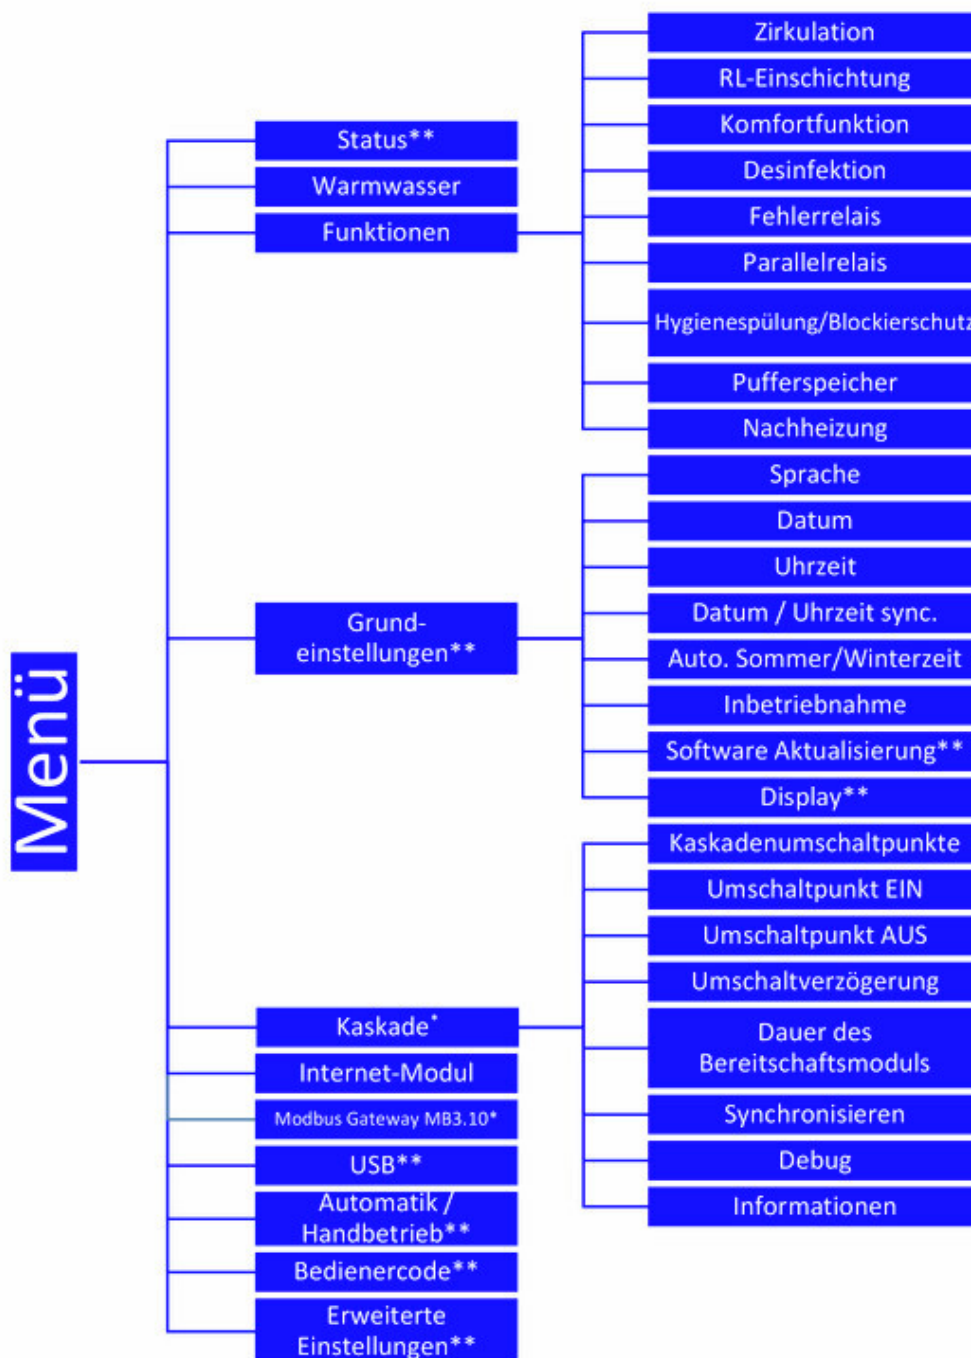 Menü
Status**
Warmwasser
Funktionen
Zirkulation
RL-Einschichtung
Komfortfunktion
Desinfektion
Fehlerrelais
Parallelrelais
Hygienespülung/Blockierschutz
Pufferspeicher
Nachheizung
Grund-
einstellungen**
Sprache
Datum
Uhrzeit
Datum / Uhrzeit sync.
Auto. Sommer/Winterzeit
Inbetriebnahme
Software Aktualisierung**
Display**
Kaskade*
Kaskadenumschaltpunkte
Umschaltpunkt EIN
Umschaltpunkt AUS
Umschaltverzögerung
Dauer des
Bereitschaftsmoduls
Synchronisieren
Debug
Informationen
Internet-Modul
Modbus Gateway MB3.10*
USB**
Automatik /
Handbetrieb**
Bedienercode**
Erweiterte
Einstellungen**